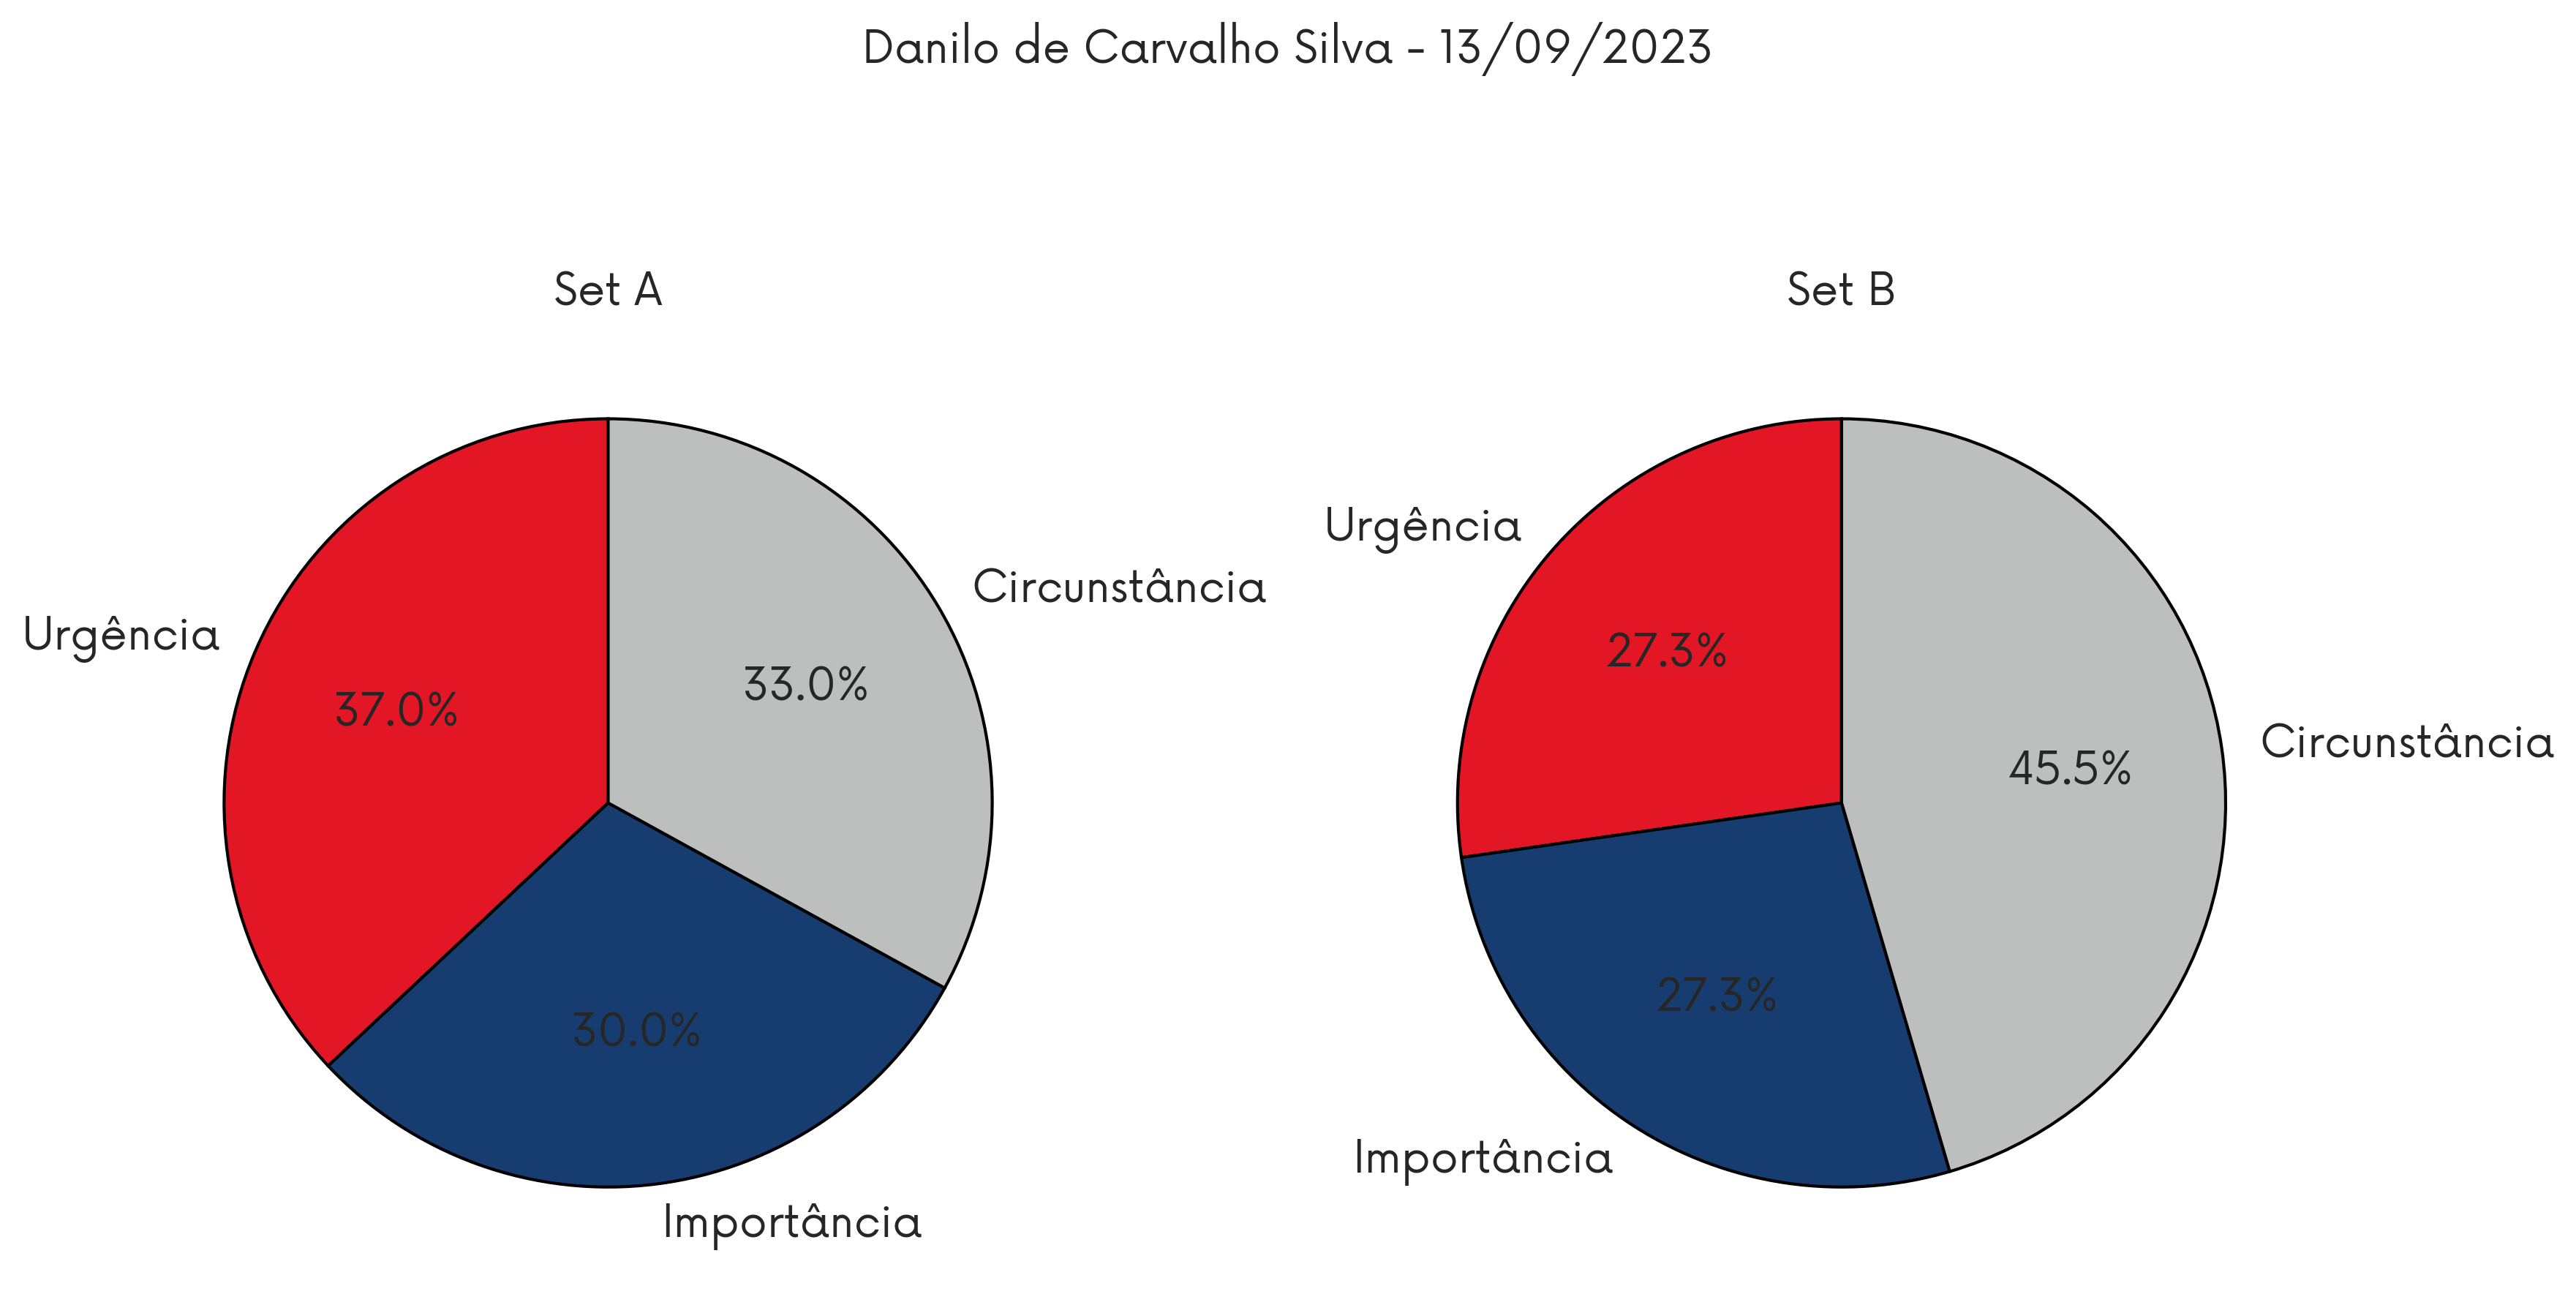 Danilo de Carvalho Silva - 13/09/2023
Set A
Urgência
37.0%
Circunstância
33.0%
30.0%
Importância
Set B
Urgência
27.3%
Circunstância
45.5%
27.3%
Importância